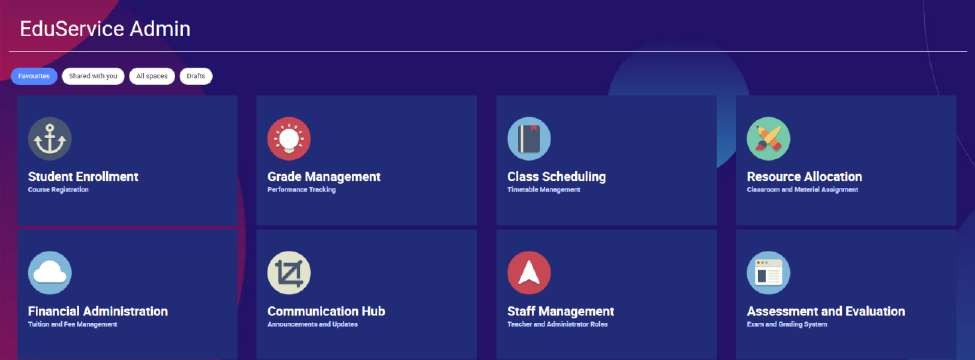 EduService Admin
Favourites
Shared with you
All spaces
Drafts
Student Enrollment
Course Registration
Grade Management
Performance Tracking
Class Scheduling
Timetable Management
Resource Allocation
Classroom and Material Assignment
Financial Administration
Tuition and Fee Management
Communication Hub
Announcements and Updates
Staff Management
Teacher and Administrator Roles
Assessment and Evaluation
Exam and Grading System